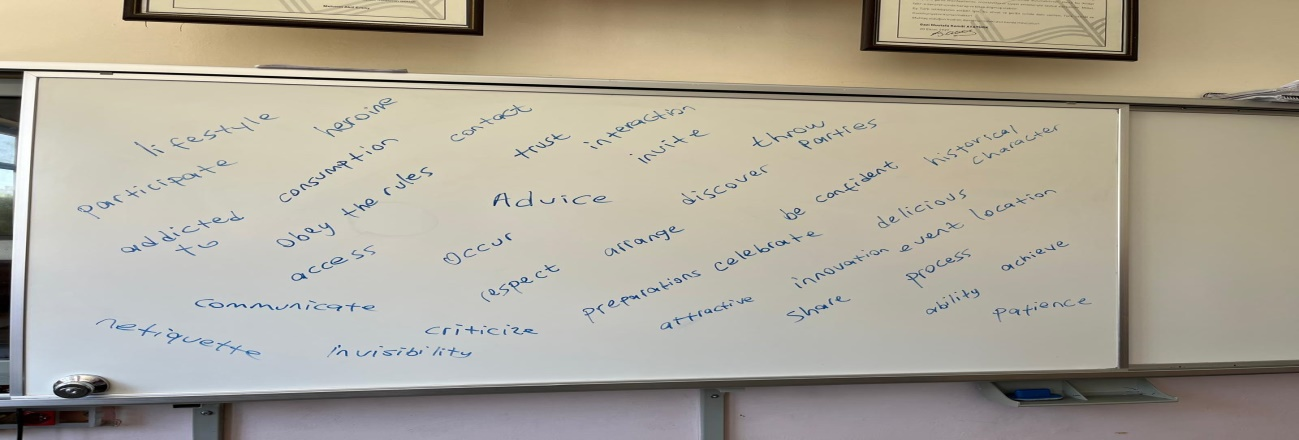 lifestyle
heroine
contact
trust
interaction
invite
throw
parties
historical
character
participate
consumption
Advice
discover
be confident
addicted
to
Obey the rules
access
Occur
arrange
celebrate
delicious
event location
respect
preparations
innovation
process
achieve
communicate
attractive
share
ability
patience
netiquette
invisibility
criticize